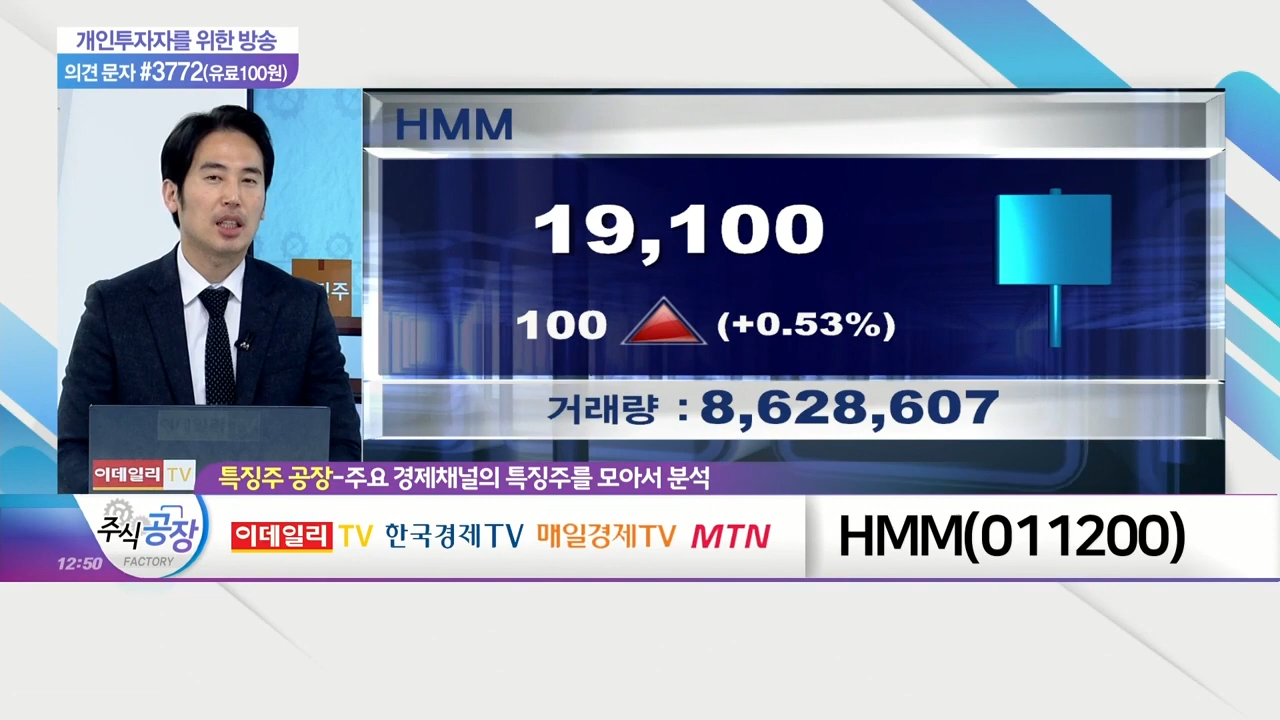 개인투자자를 위한 방송
의견 문자 #3772(유료100원)
HMM
19,100
100 (+0.53%)
거래량 : 8,628,607
이데일리 TV
특징주 공장-주요 경제채널의 특징주를 모아서 분석
주식공장
FACTORY
12:50
이데일리 TV 한국경제TV 매일경제TV MTN
HMM(011200)